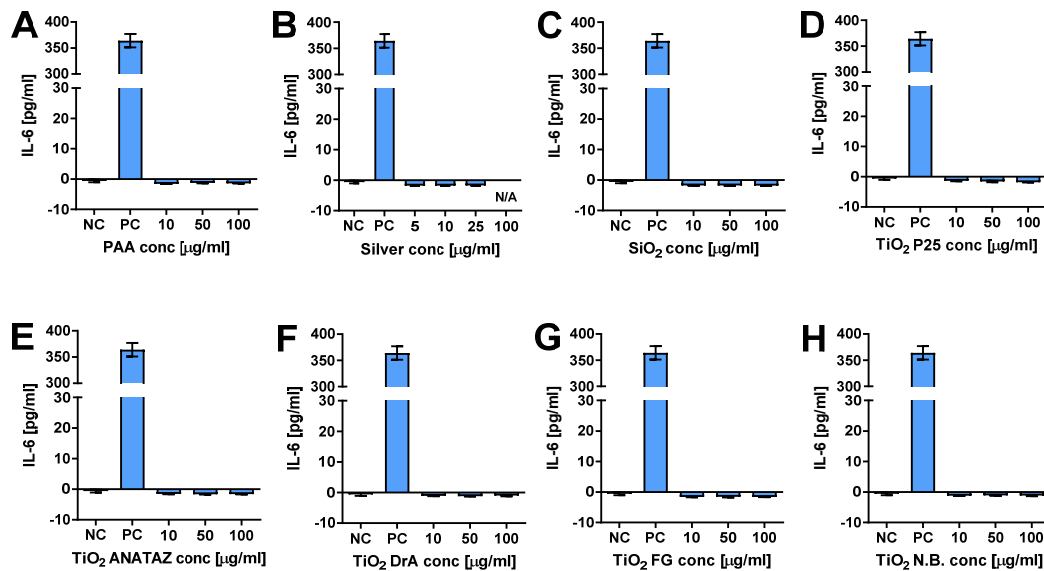 A
IL-6 [pg/ml]
400
350
300
30
20
10
0
-10
NC PC 10 50 100
PAA conc [µg/ml]
B
IL-6 [pg/ml]
400
350
300
30
20
10
0
-10
N/A
NC PC 5 10 25 100
Silver conc [µg/ml]
C
IL-6 [pg/ml]
400
350
300
30
20
10
0
-10
NC PC 10 50 100
SiO2 conc [µg/ml]
D
IL-6 [pg/ml]
400
350
300
30
20
10
0
-10
NC PC 10 50 100
TiO2 P25 conc [µg/ml]
E
IL-6 [pg/ml]
400
350
300
30
20
10
0
-10
NC PC 10 50 100
TiO2 ANATAZ conc [µg/ml]
F
IL-6 [pg/ml]
400
350
300
30
20
10
0
-10
NC PC 10 50 100
TiO2 DrA conc [µg/ml]
G
IL-6 [pg/ml]
400
350
300
30
20
10
0
-10
NC PC 10 50 100
TiO2 FG conc [µg/ml]
H
IL-6 [pg/ml]
400
350
300
30
20
10
0
-10
NC PC 10 50 100
TiO2 N.B. conc [µg/ml]